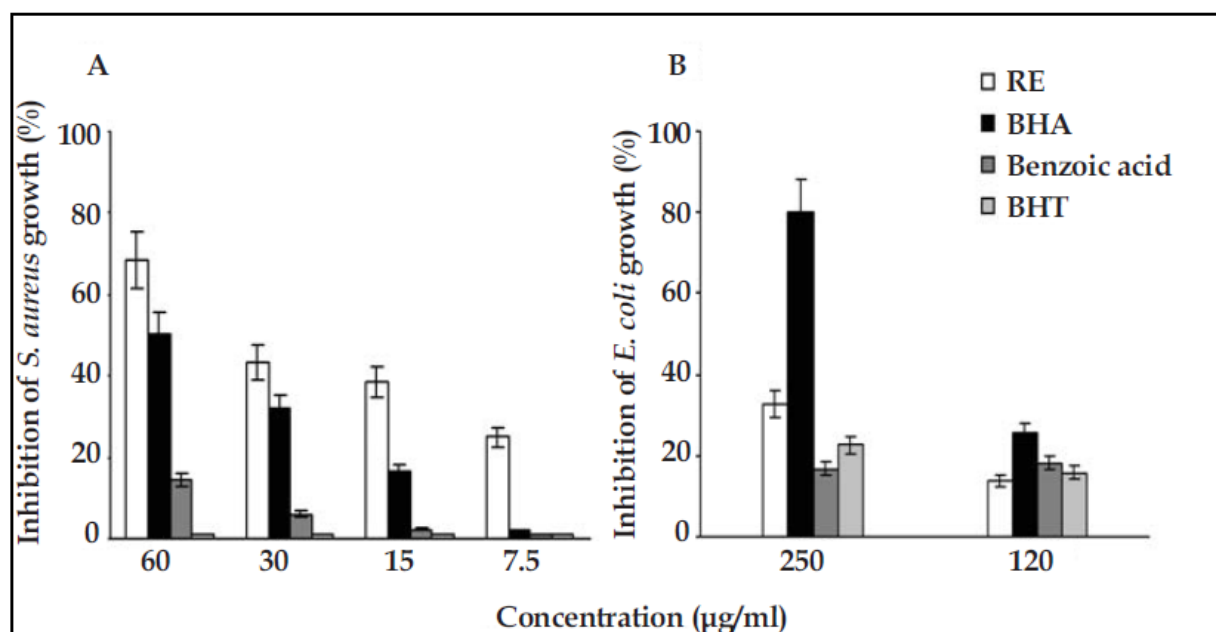 A
Inhibition of S. aureus growth (%)
100
80
60
40
20
0
60 30 15 7.5
B
RE
BHA
Benzoic acid
BHT
Inhibition of E. coli growth (%)
100
80
60
40
20
0
250 120
Concentration (µg/ml)